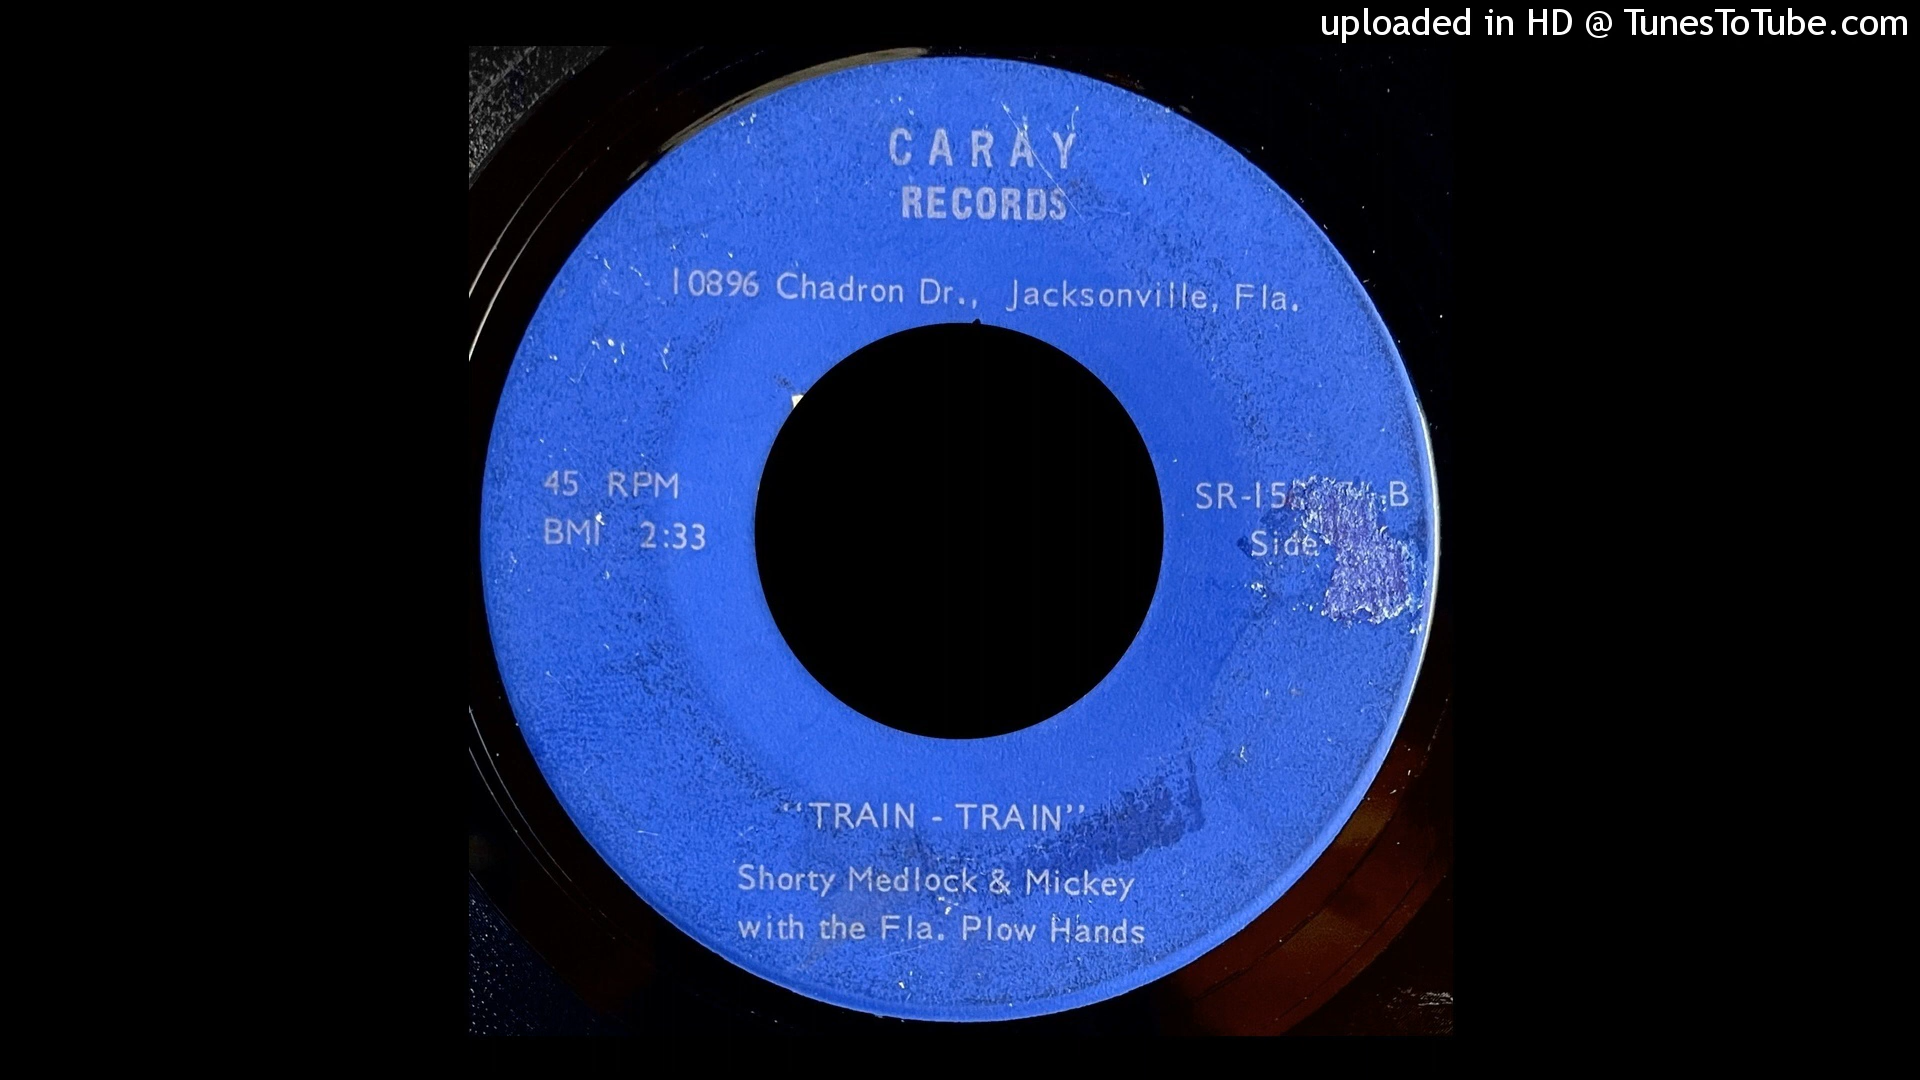 uploaded in HD @ TunesToTube.com
CARAY
RECORDS
10896 Chadron Dr., Jacksonville, Fla.
45 RPM
BMI 2:33
Side
"TRAIN - TRAIN"
Shorty Medlock & Mickey
with the Fla. Plow Hands